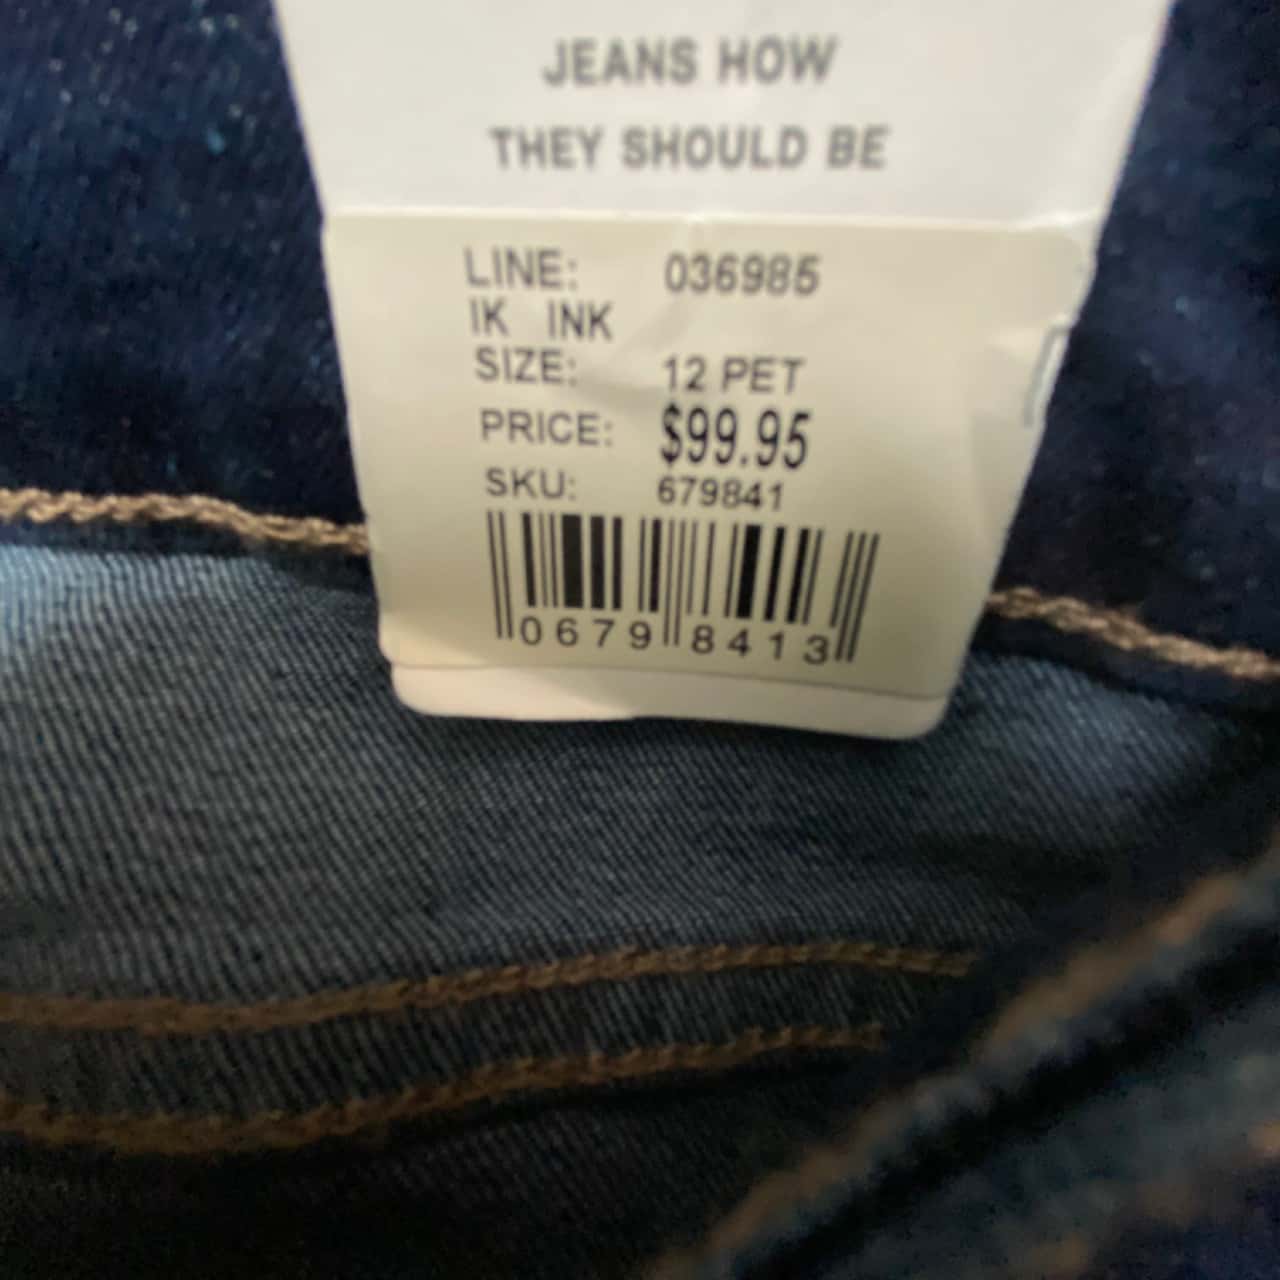 JEANS HOW
THEY SHOULD BE
LINE: 036985
IK INK
SIZE: 12 PET
PRICE: $99.95
SKU: 679841
0679 8413